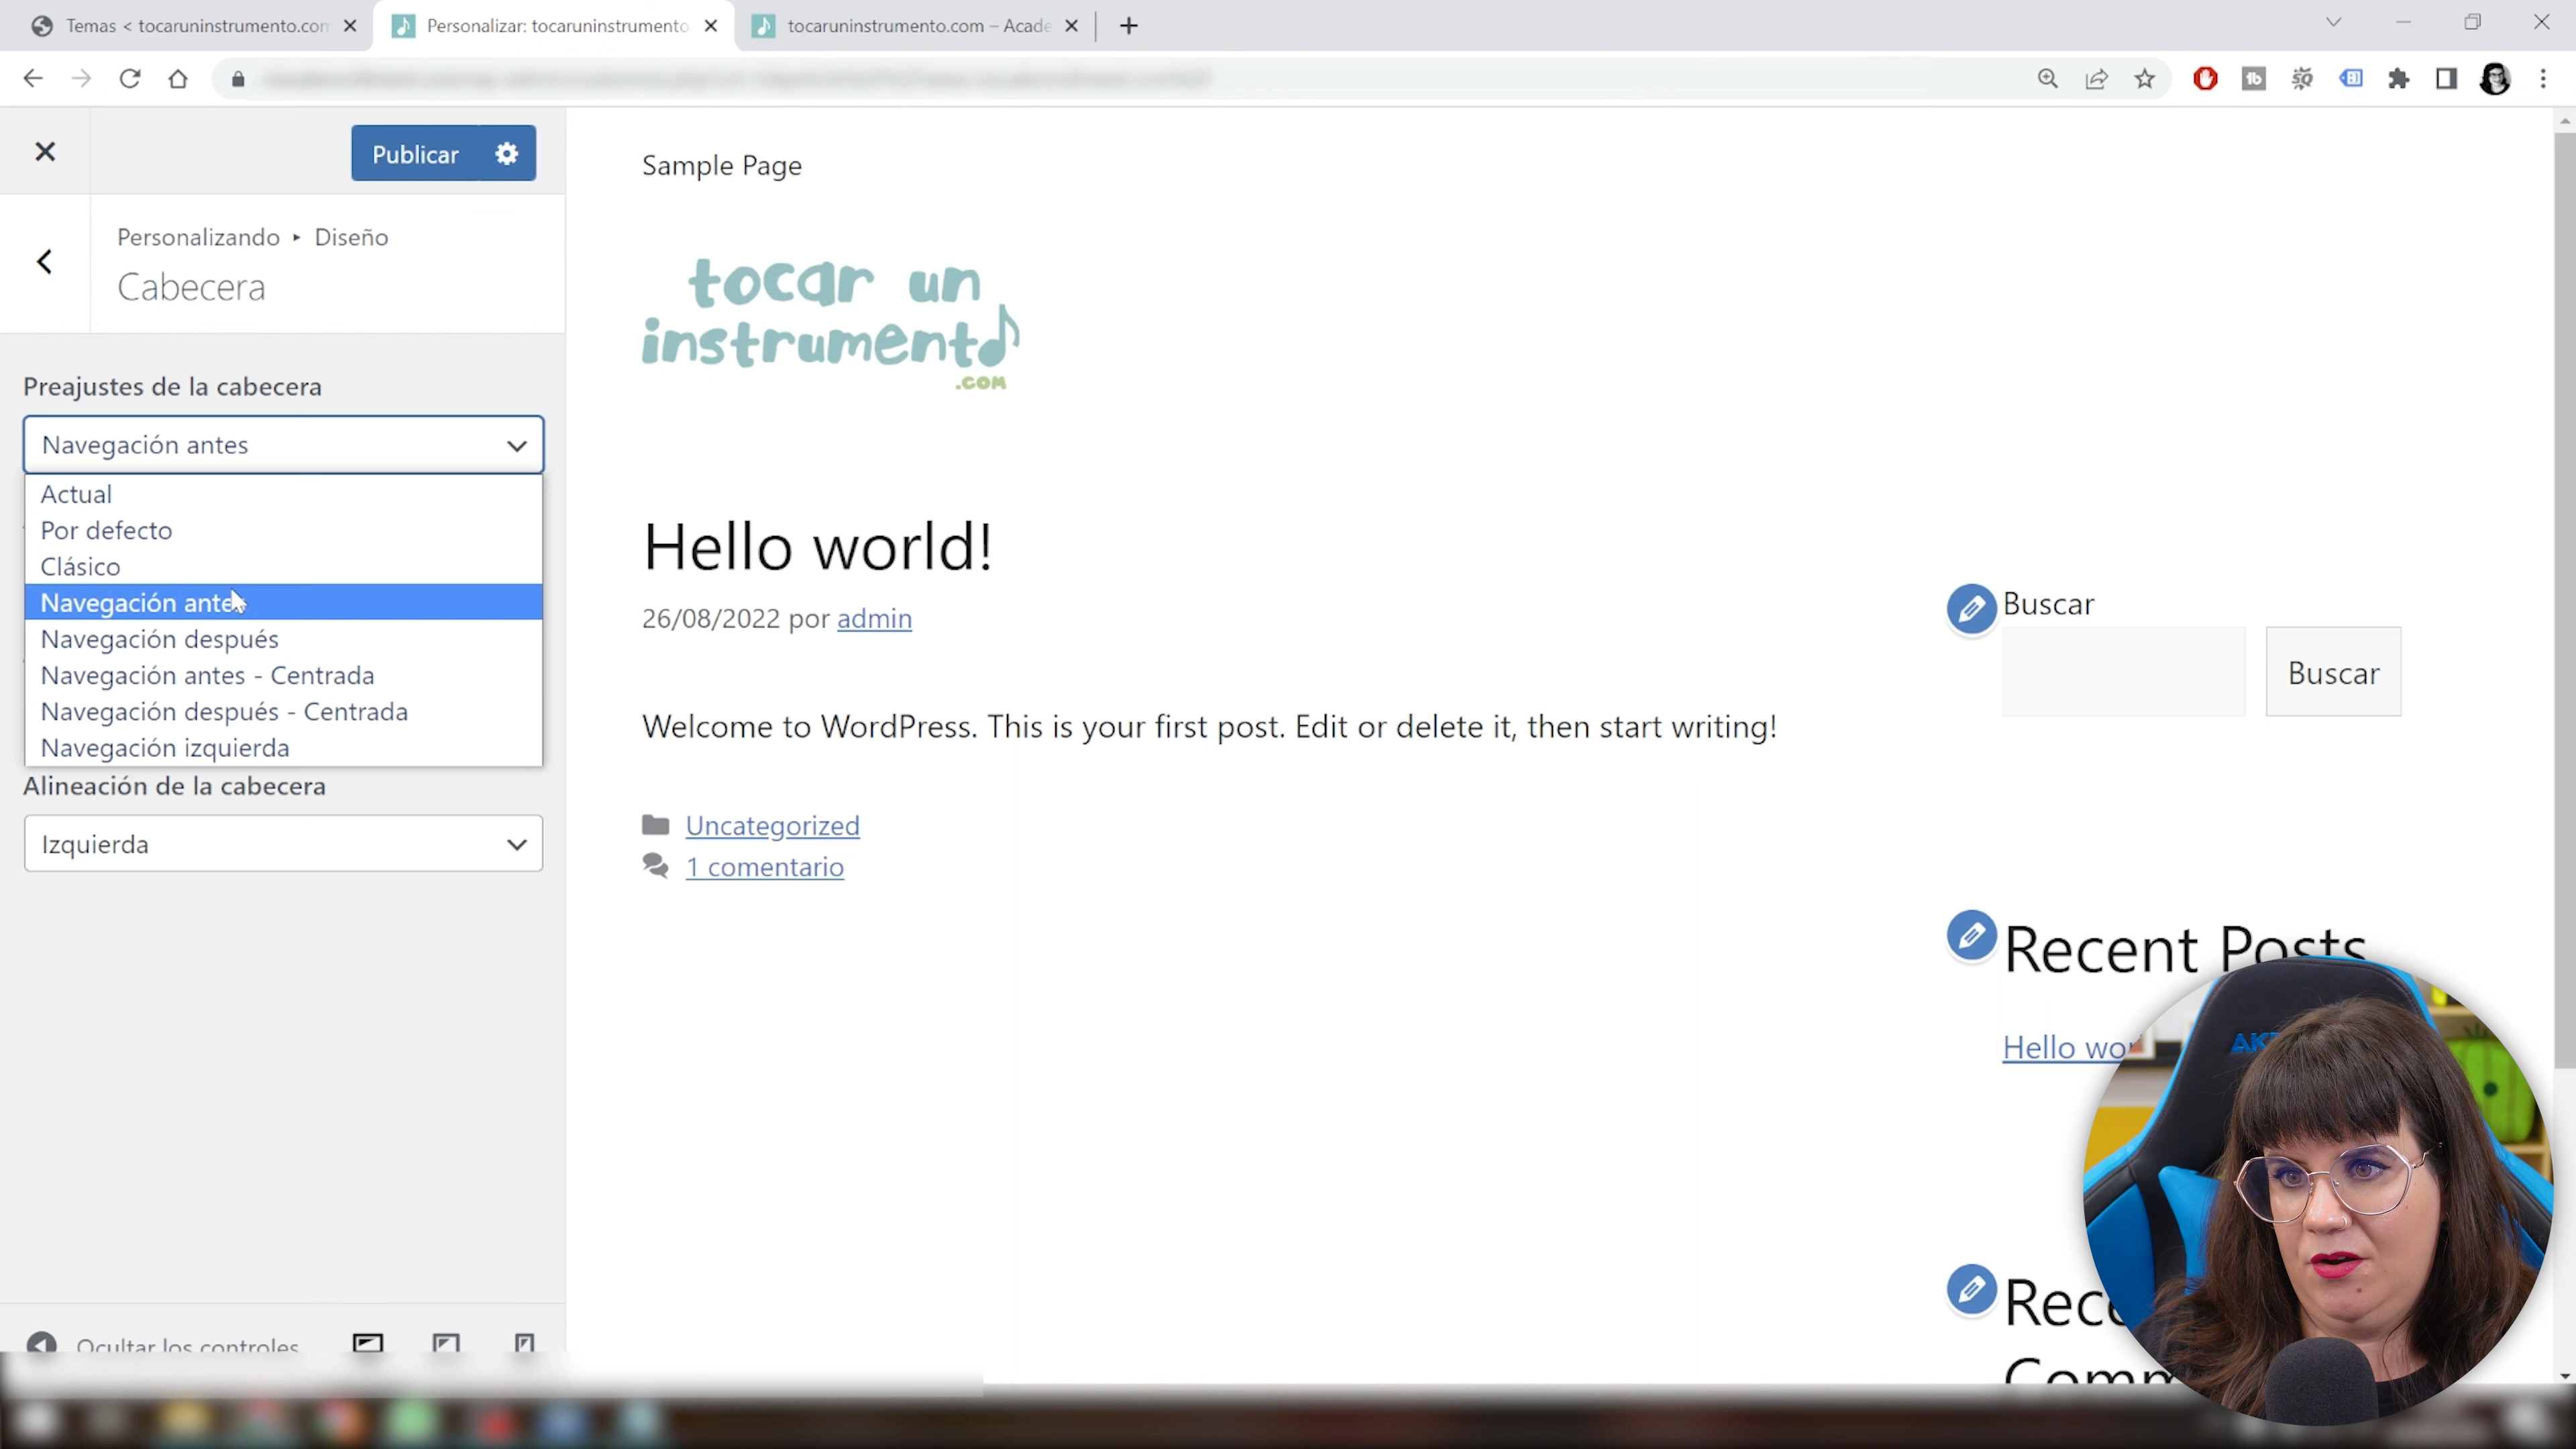 Temas < tocaruninstrumento.com
Personalizar: tocaruninstrumento
tocaruninstrumento.com – Acade
Publicar
Personalizando ▸ Diseño
Cabecera
Preajustes de la cabecera
Navegación antes
Actual
Por defecto
Clásico
Navegación antes
Navegación después
Navegación antes - Centrada
Navegación después - Centrada
Navegación izquierda
Alineación de la cabecera
Izquierda
Ocultar los controles
Sample Page
tocar un
instrumento
.com
Hello world!
26/08/2022 por admin
Welcome to WordPress. This is your first post. Edit or delete it, then start writing!
Uncategorized
1 comentario
Buscar
Buscar
Recent Posts
Hello wor
Rece
Comm